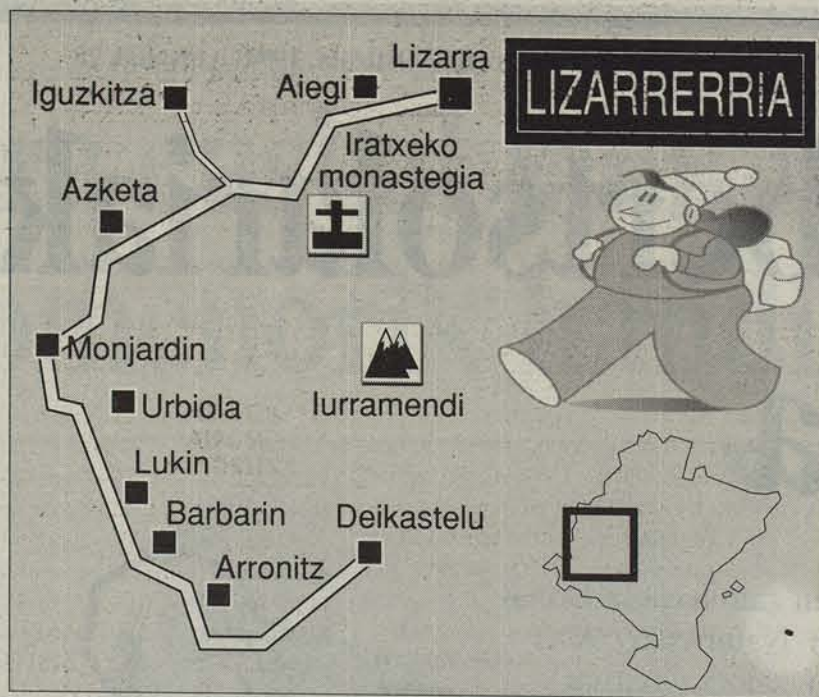 LIZARRERRIA
Lizarra
Aiegi
Iguzkitza
Iratxeko
monastegia
Azketa
Monjardin
Urbiola
Iurramendi
Lukin
Barbarin
Deikastelu
Arronitz